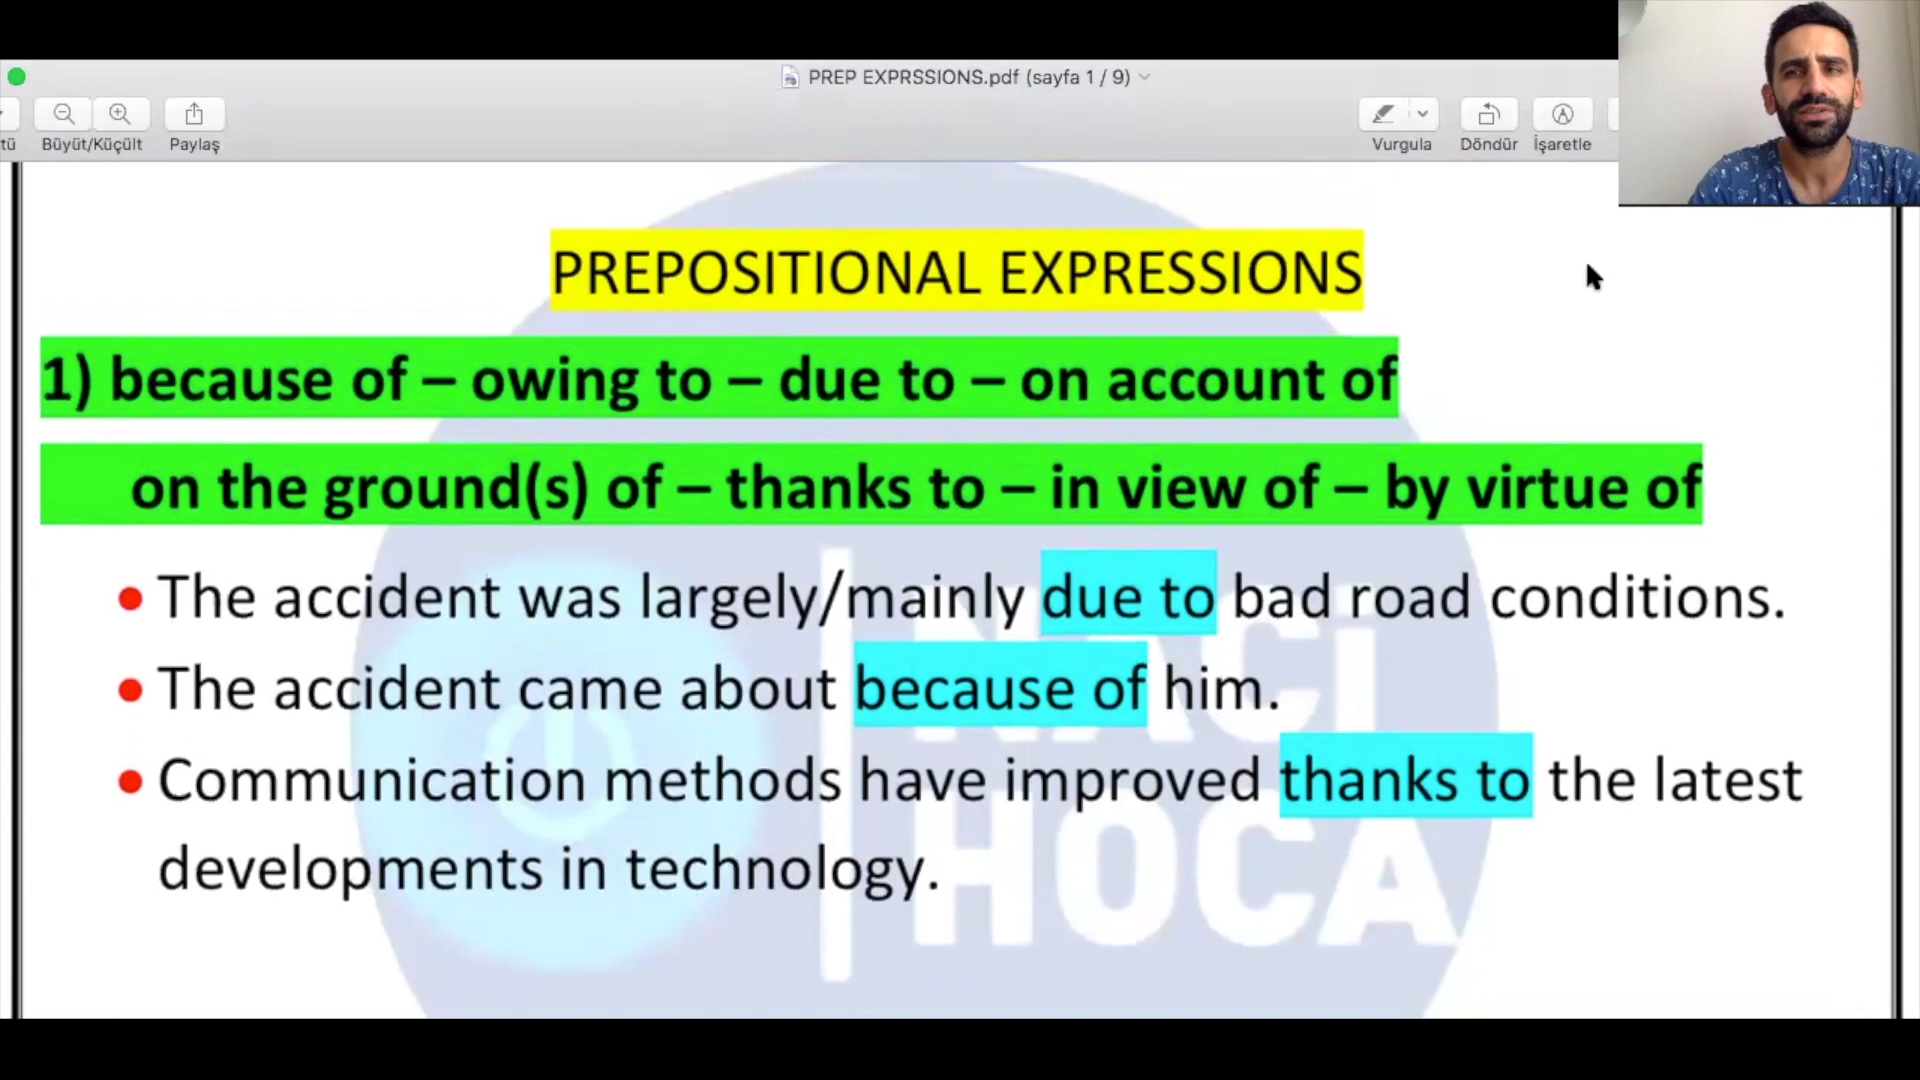 PREP EXPRSSIONS.pdf (sayfa 1 / 9)
tü
Büyüt/Küçült
Paylaş
Vurgula
Döndür
İşaretle
PREPOSITIONAL EXPRESSIONS
1) because of – owing to – due to – on account of
on the ground(s) of – thanks to – in view of – by virtue of
• The accident was largely/mainly due to bad road conditions.
• The accident came about because of him.
• Communication methods have improved thanks to the latest
developments in technology.
NACİ
HOCA